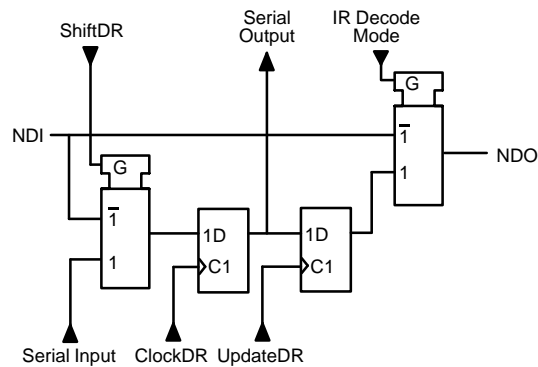 ShiftDR
Serial
Output
IR Decode
Mode
G
NDI
1
1
NDO
G
1
1
1D
C1
1D
C1
Serial Input
ClockDR
UpdateDR